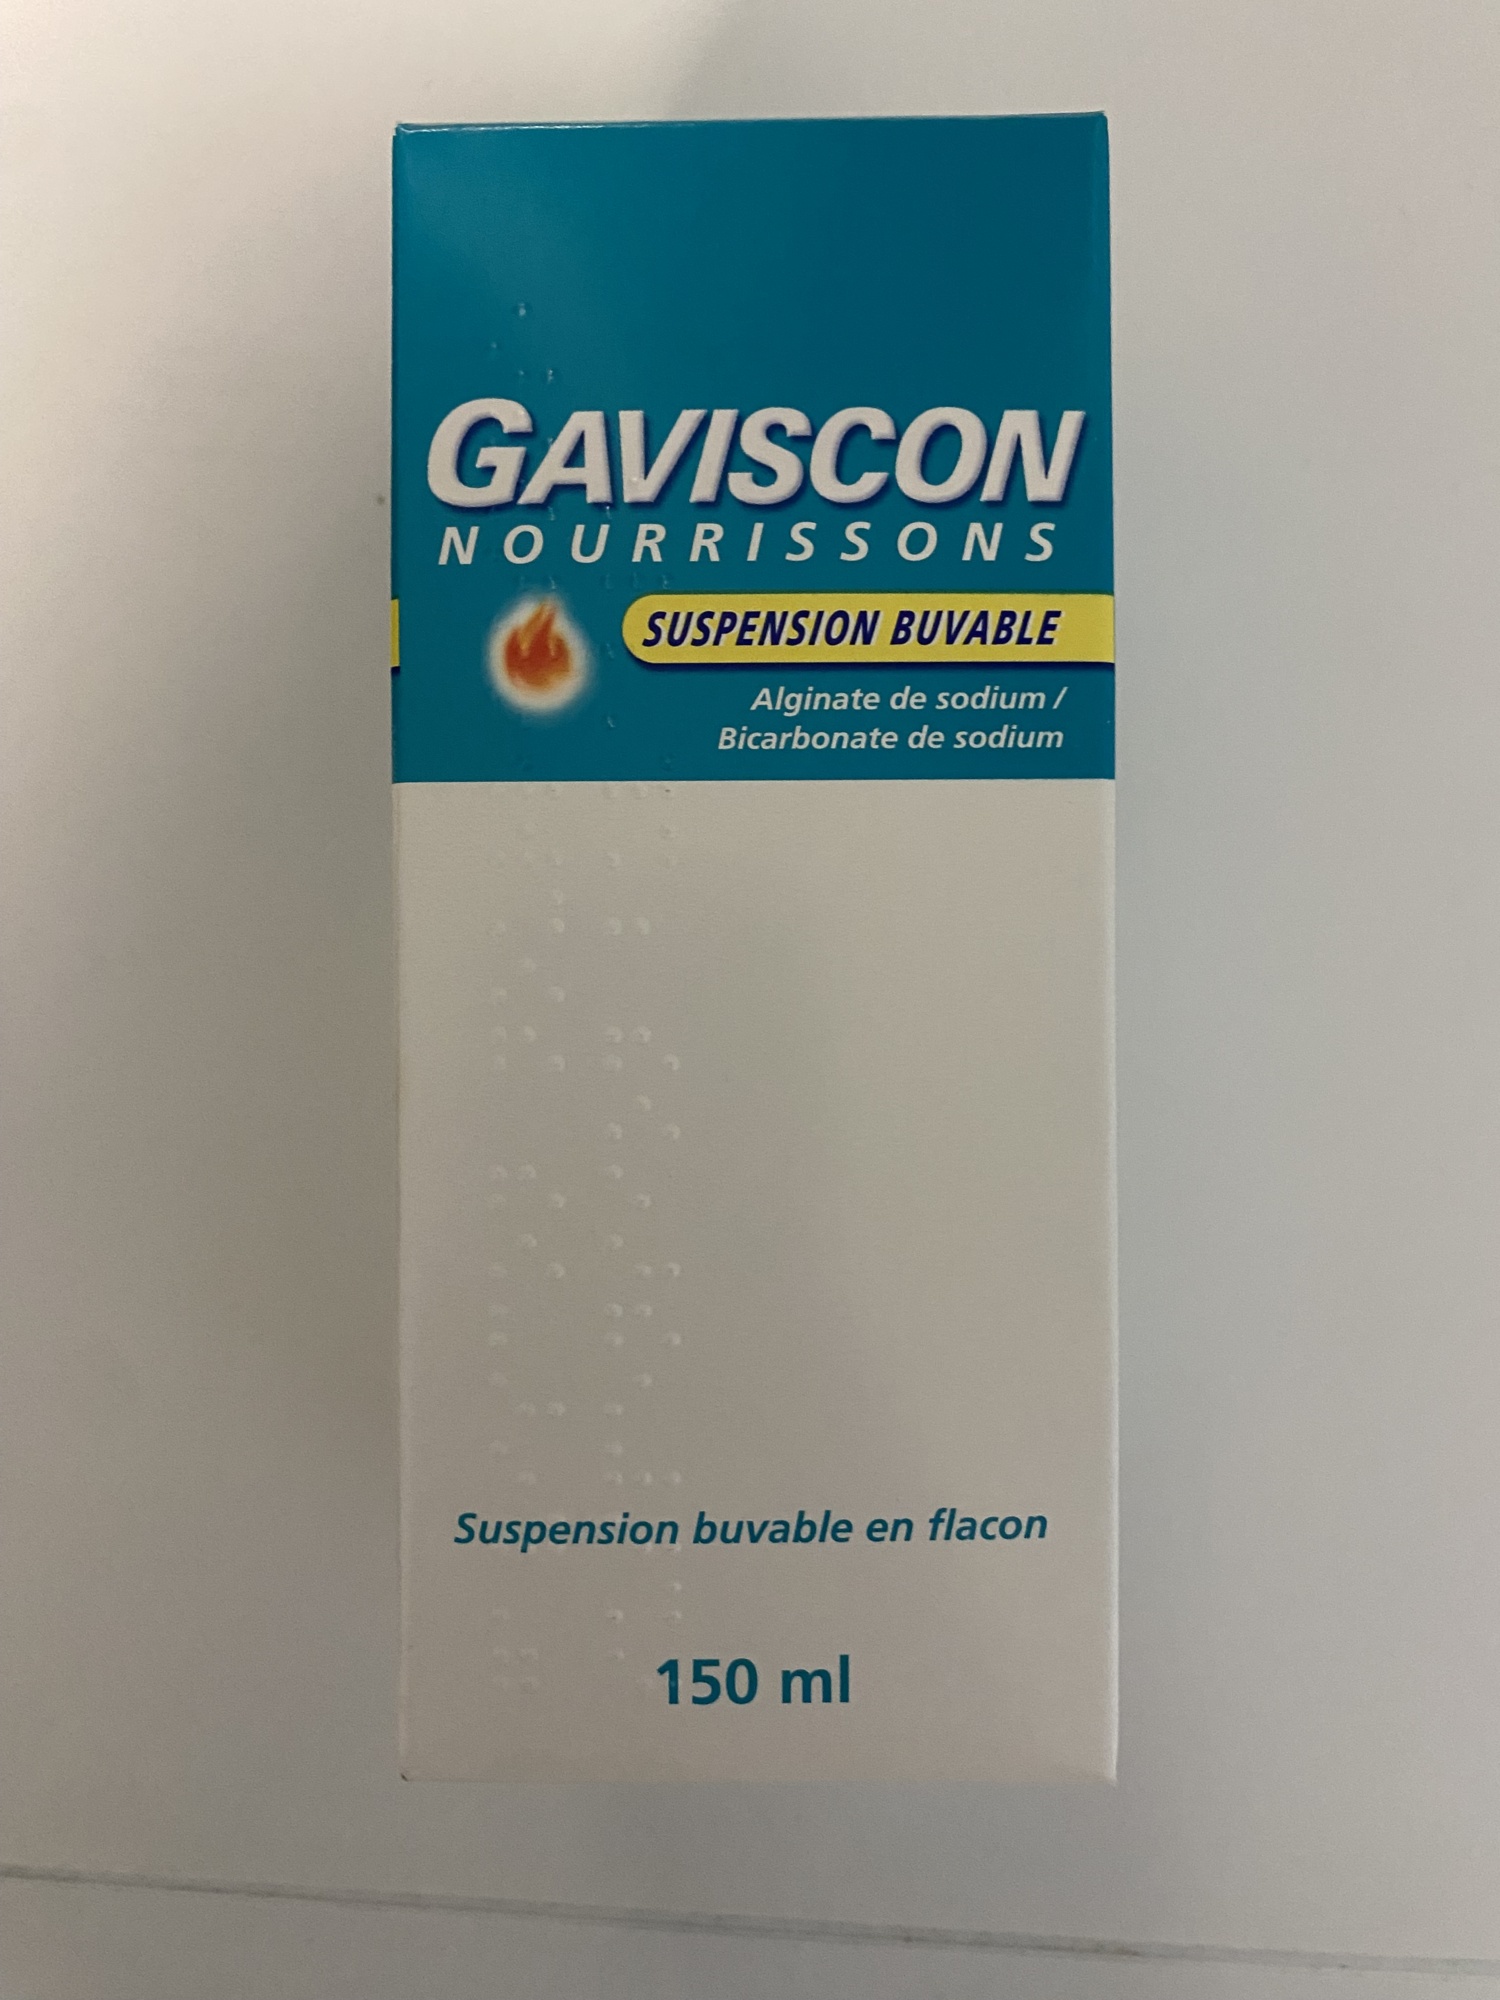 GAVISCON
NOURRISSONS
SUSPENSION BUVABLE
Alginate de sodium /
Bicarbonate de sodium
Suspension buvable en flacon
150 ml